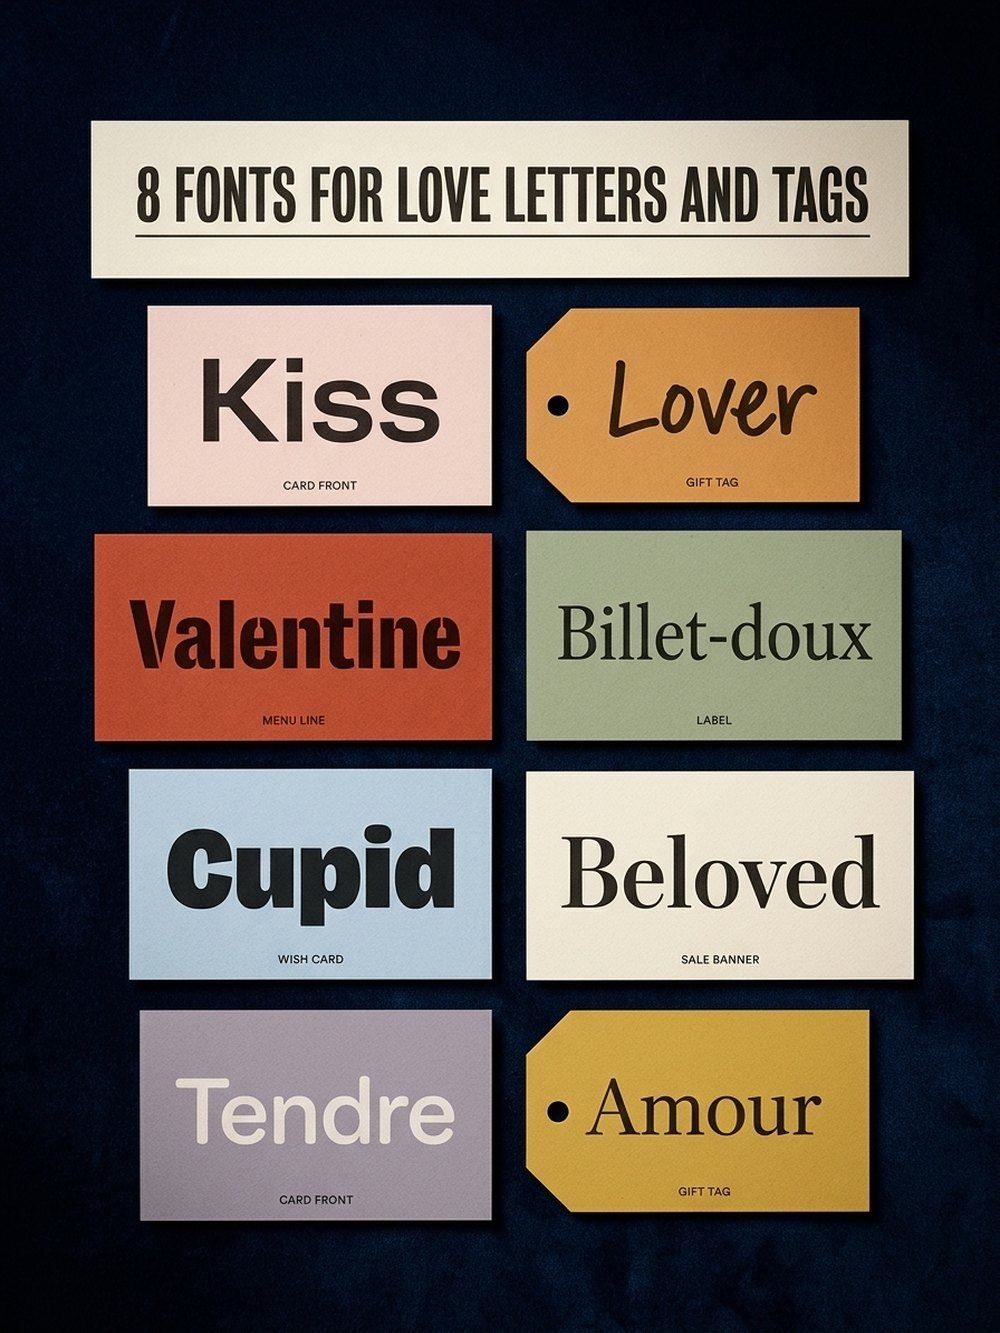 8 FONTS FOR LOVE LETTERS AND TAGS
Kiss
CARD FRONT
Lover
GIFT TAG
Valentine
MENU LINE
Billet-doux
LABEL
Cupid
WISH CARD
Beloved
SALE BANNER
Tendre
CARD FRONT
Amour
GIFT TAG